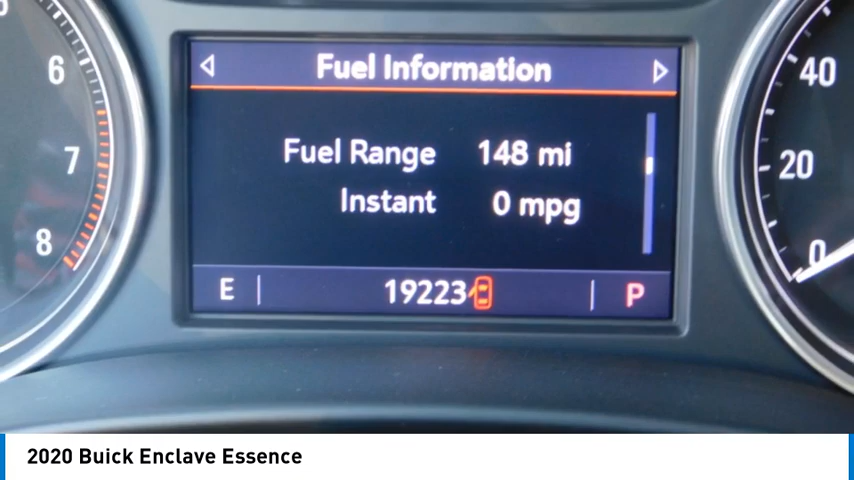 Fuel Information
6 40
Fuel Range 148 mi
7 20
Instant 0 mpg
8 0
E 19223 P
2020 Buick Enclave Essence